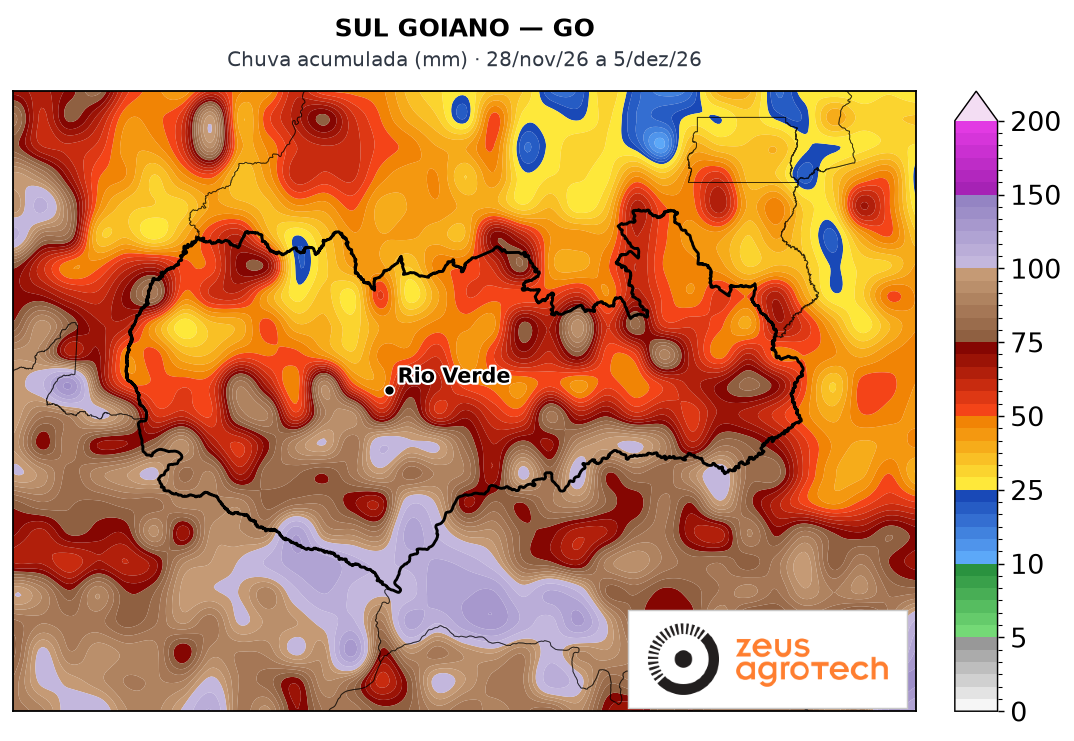 SUL GOIANO — GO
Chuva acumulada (mm) · 28/nov/26 a 5/dez/26
Rio Verde
200
150
100
75
50
25
10
5
0
zeus
agrotech